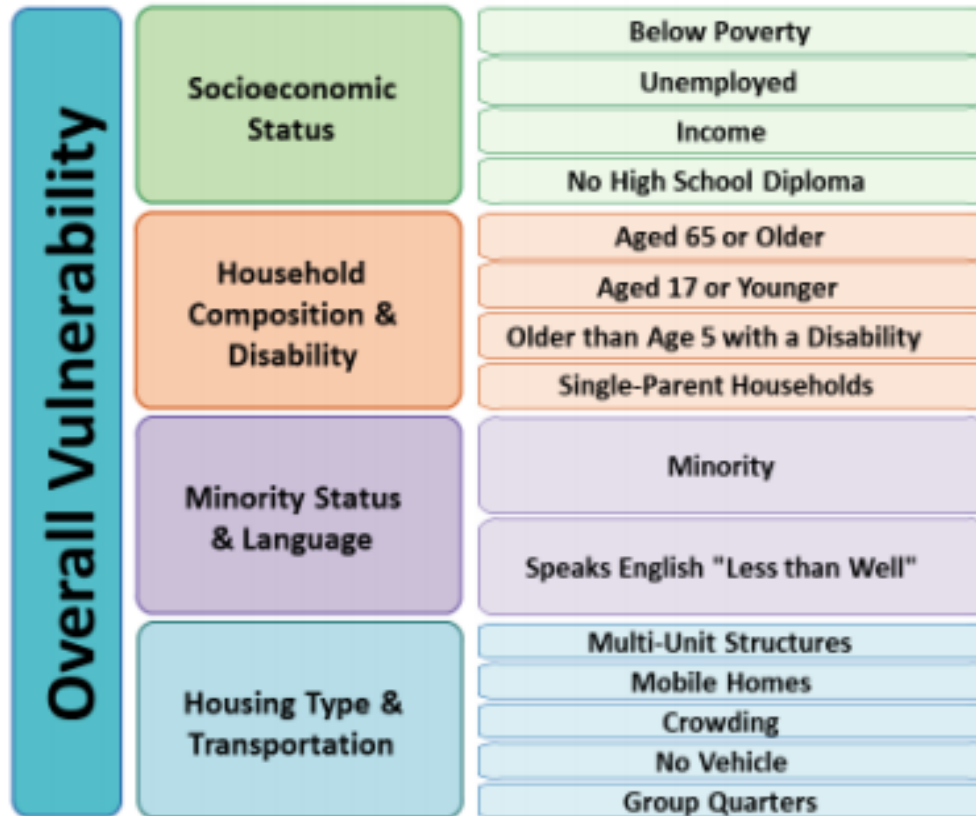 Overall Vulnerability
Socioeconomic
Status
Below Poverty
Unemployed
Income
No High School Diploma
Household
Composition &
Disability
Aged 65 or Older
Aged 17 or Younger
Older than Age 5 with a Disability
Single-Parent Households
Minority Status
& Language
Minority
Speaks English "Less than Well"
Housing Type &
Transportation
Multi-Unit Structures
Mobile Homes
Crowding
No Vehicle
Group Quarters